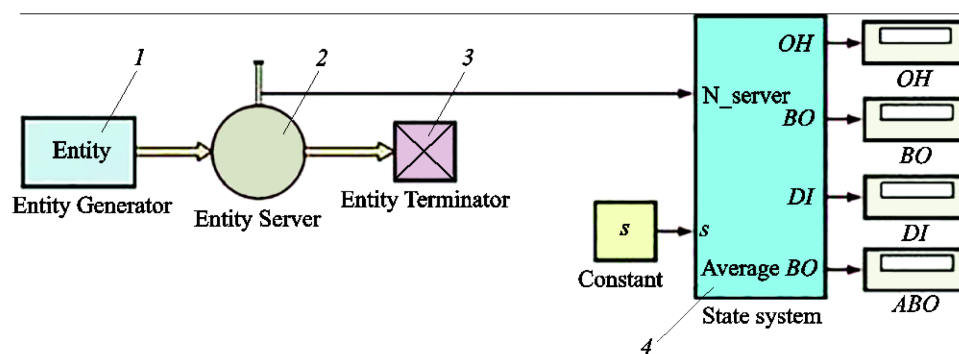 1
2
3
Entity
Entity Generator
Entity Server
Entity Terminator
s
Constant
OH
N_server
BO
DI
s
Average BO
State system
4
OH
BO
DI
ABO